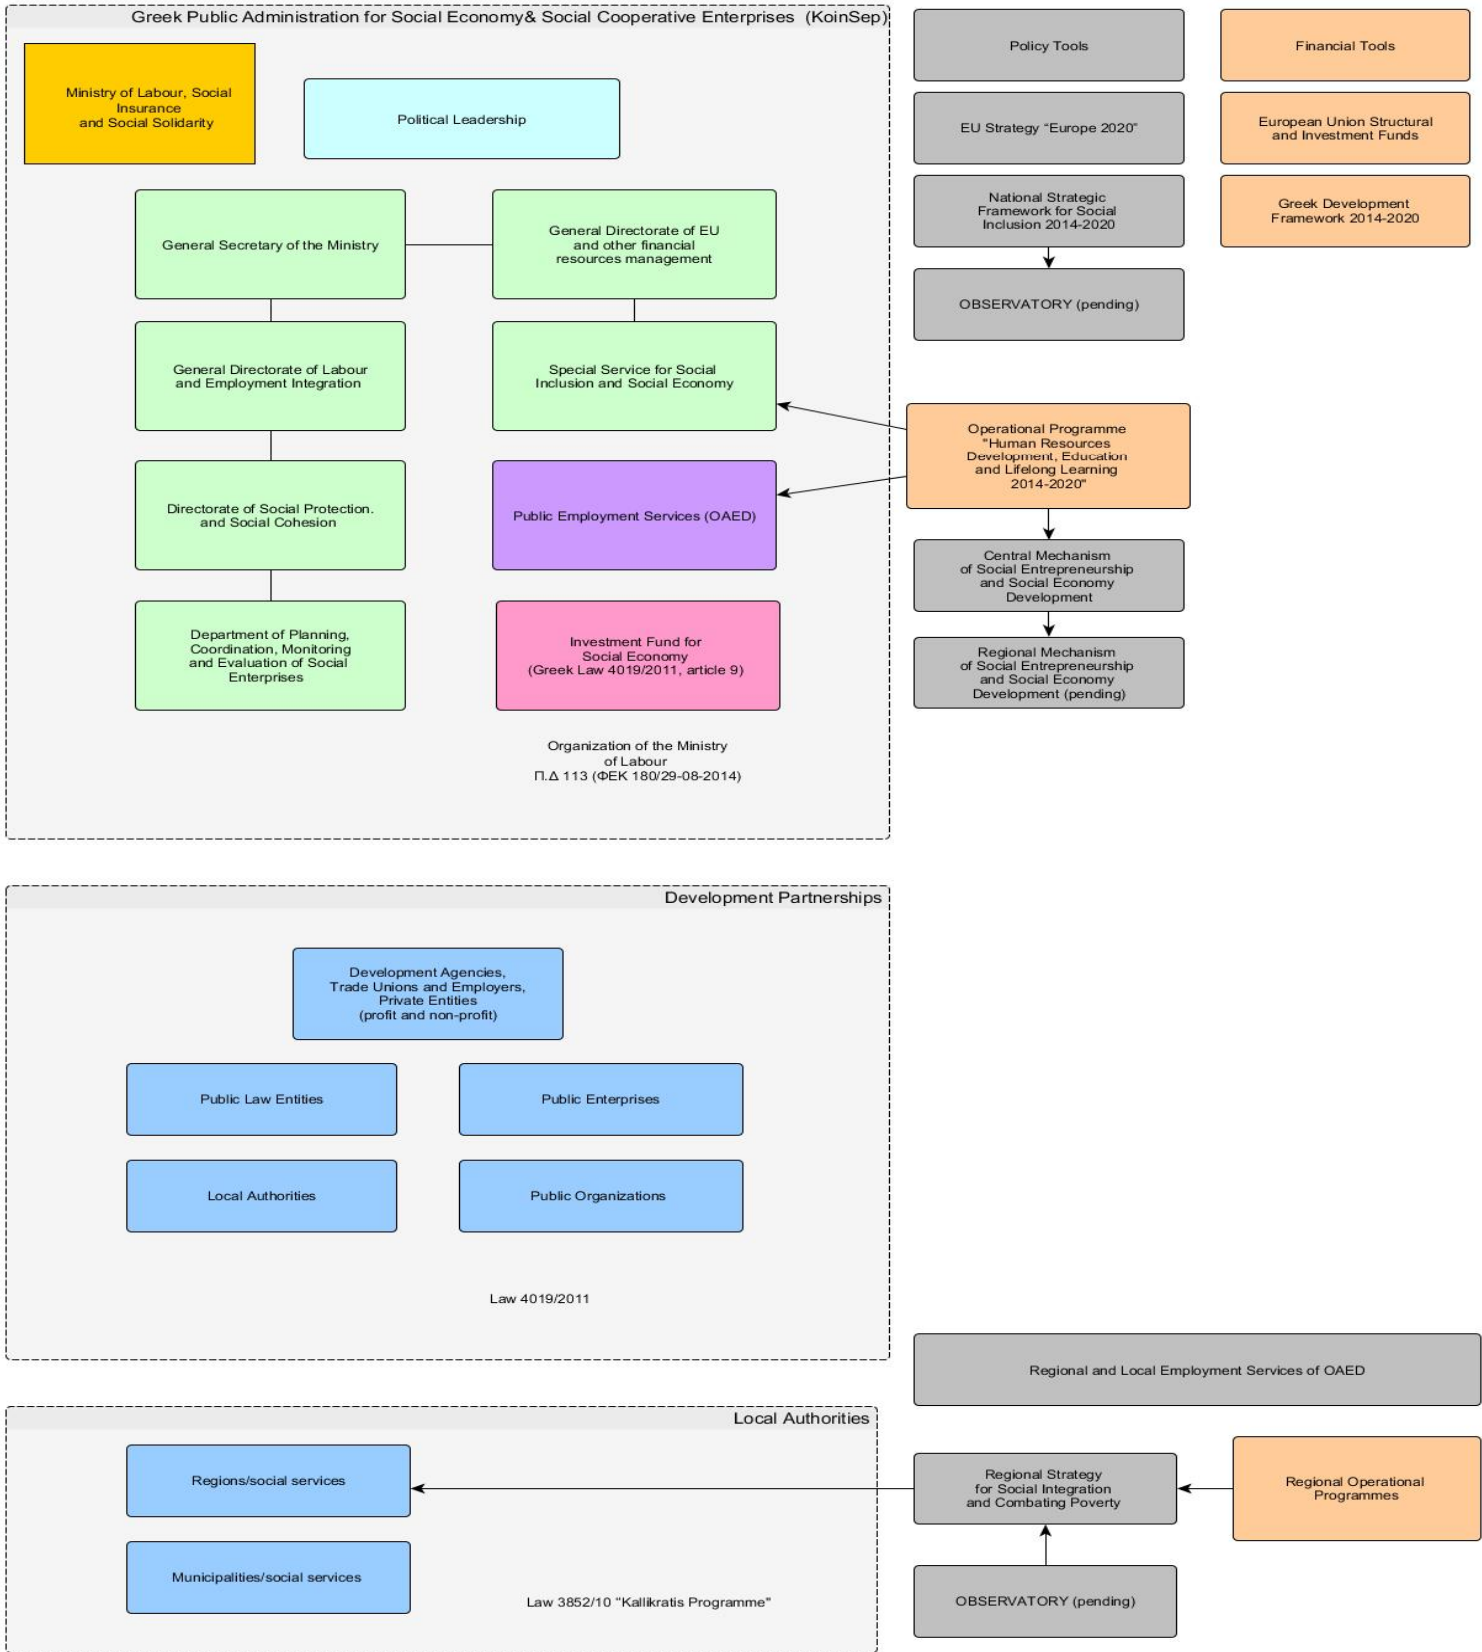 Greek Public Administration for Social Economy& Social Cooperative Enterprises (KoinSep)
Ministry of Labour, Social
Insurance
and Social Solidarity
Political Leadership
General Secretary of the Ministry
General Directorate of EU
and other financial
resources management
General Directorate of Labour
and Employment Integration
Special Service for Social
Inclusion and Social Economy
Directorate of Social Protection.
and Social Cohesion
Public Employment Services (OAED)
Department of Planning,
Coordination, Monitoring
and Evaluation of Social
Enterprises
Investment Fund for
Social Economy
(Greek Law 4019/2011, article 9)
Organization of the Ministry
of Labour
Π.Δ 113 (ΦΕΚ 180/29-08-2014)
Policy Tools
Financial Tools
EU Strategy “Europe 2020”
European Union Structural
and Investment Funds
National Strategic
Framework for Social
Inclusion 2014-2020
Greek Development
Framework 2014-2020
OBSERVATORY (pending)
Operational Programme
"Human Resources
Development, Education
and Lifelong Learning
2014-2020"
Central Mechanism
of Social Entrepreneurship
and Social Economy
Development
Regional Mechanism
of Social Entrepreneurship
and Social Economy
Development (pending)
Development Partnerships
Development Agencies,
Trade Unions and Employers,
Private Entities
(profit and non-profit)
Public Law Entities
Public Enterprises
Local Authorities
Public Organizations
Law 4019/2011
Regional and Local Employment Services of OAED
Local Authorities
Regions/social services
Regional Strategy
for Social Integration
and Combating Poverty
Regional Operational
Programmes
Municipalities/social services
Law 3852/10 "Kallikratis Programme"
OBSERVATORY (pending)